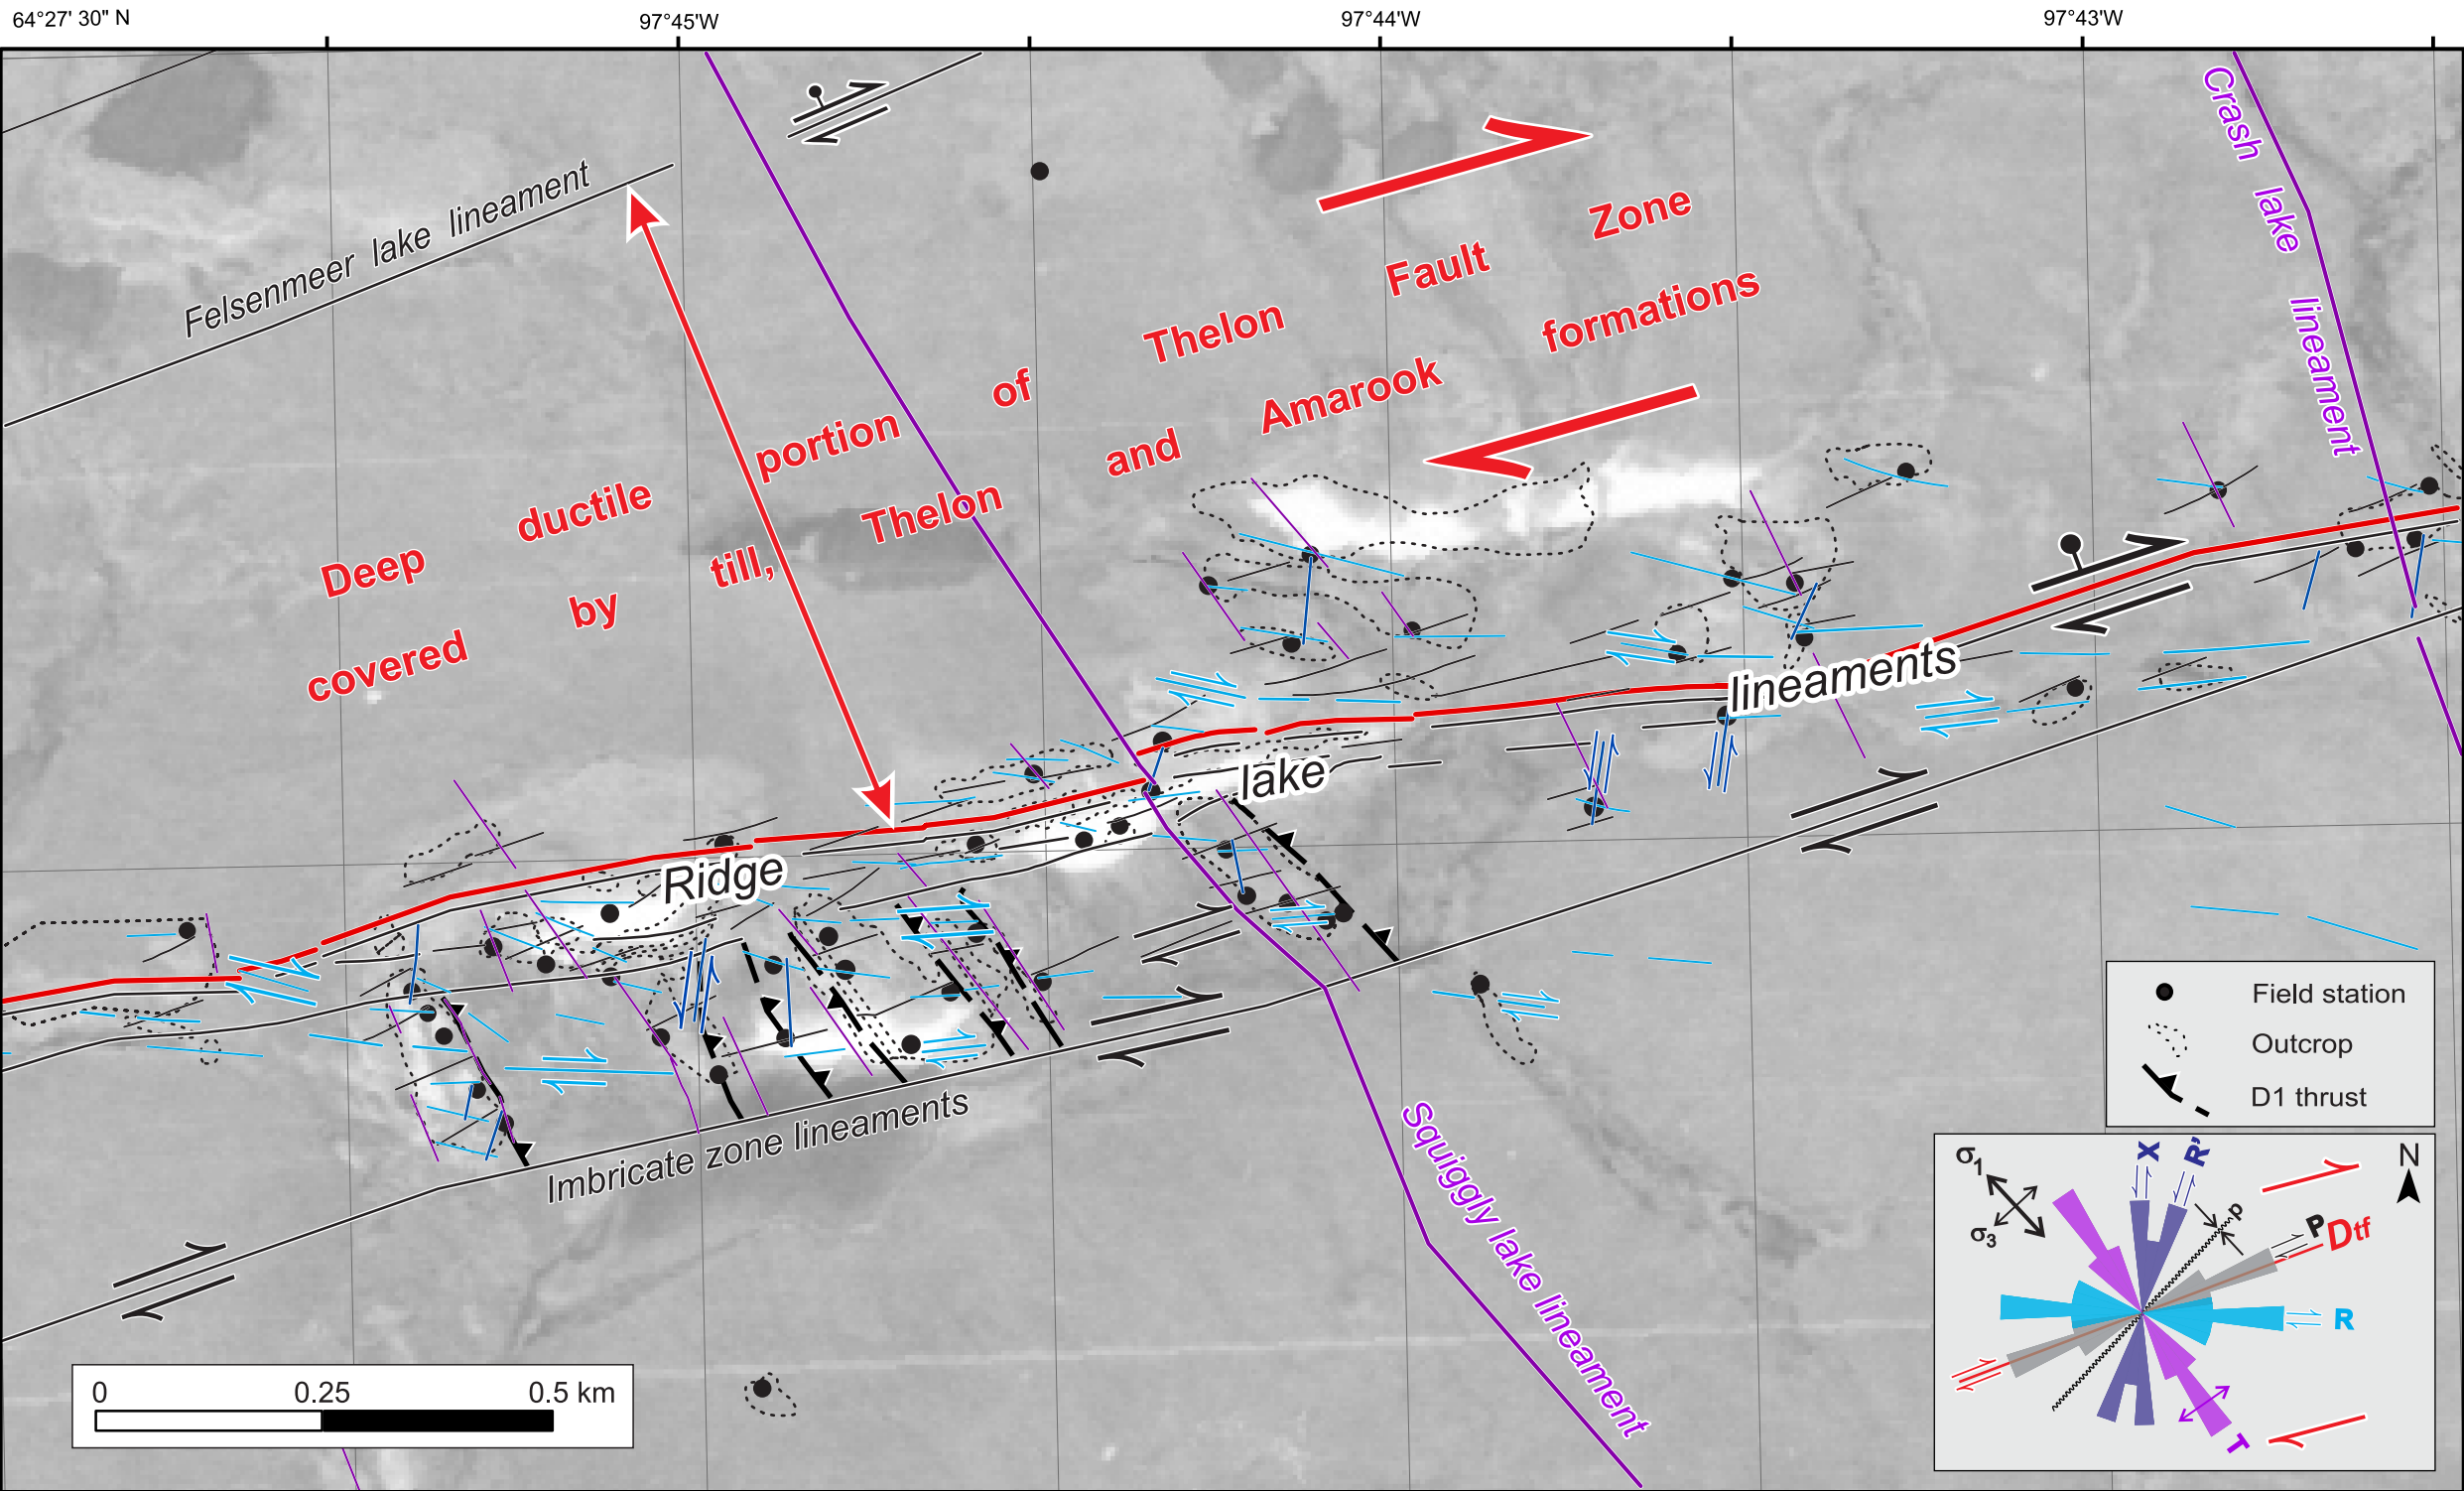 64°27' 30" N
97°45'W
97°44'W
97°43'W
Felsenmeer lake lineament
Crash lake lineament
Deep ductile portion of Thelon Fault Zone
covered by till, Thelon and Amarook formations
Ridge lake lineaments
Imbricate zone lineaments
Squiggly lake lineament
Field station
Outcrop
D1 thrust
0 0.25 0.5 km
σ1
σ3
X
R'
p
P
Dtf
N
R
T